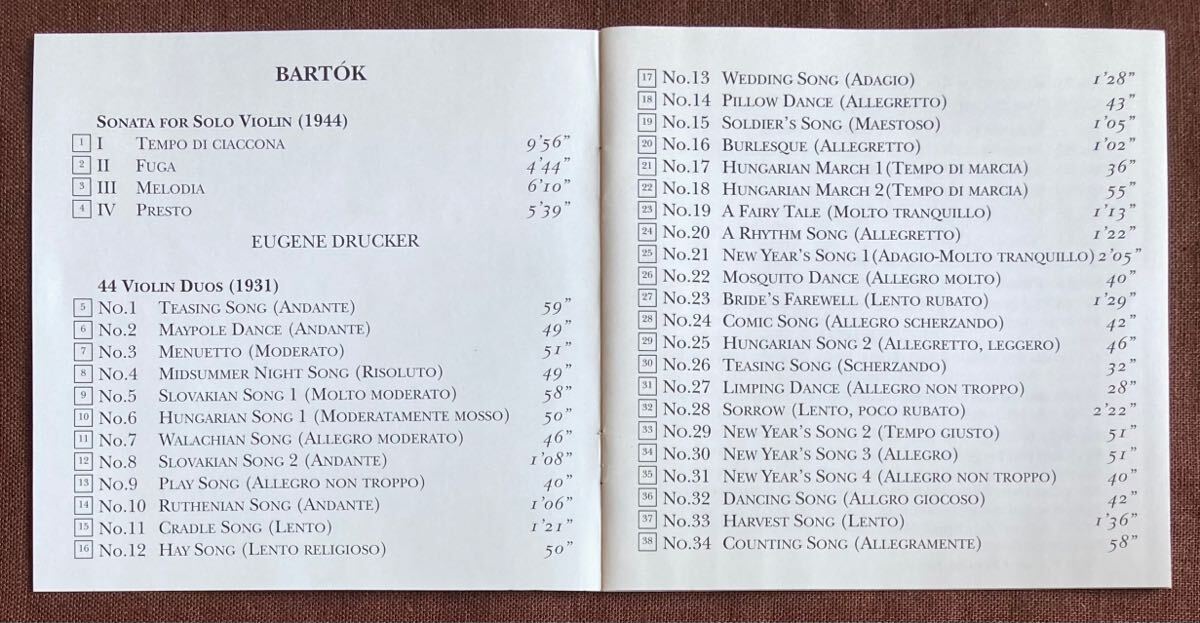 BARTÓK
SONATA FOR SOLO VIOLIN (1944)
1 I TEMPO DI CIACCONA 9'56"
2 II FUGA 4'44"
3 III MELODIA 6'10"
4 IV PRESTO 5'39"
EUGENE DRUCKER
44 VIOLIN DUOS (1931)
5 NO.1 TEASING SONG (ANDANTE) 59"
6 NO.2 MAYPOLE DANCE (ANDANTE) 49"
7 NO.3 MENUETTO (MODERATO) 51"
8 NO.4 MIDSUMMER NIGHT SONG (RISOLUTO) 49"
9 NO.5 SLOVAKIAN SONG 1 (MOLTO MODERATO) 58"
10 NO.6 HUNGARIAN SONG 1 (MODERATAMENTE MOSSO) 50"
11 NO.7 WALACHIAN SONG (ALLEGRO MODERATO) 46"
12 NO.8 SLOVAKIAN SONG 2 (ANDANTE) 1'08"
13 NO.9 PLAY SONG (ALLEGRO NON TROPPO) 40"
14 NO.10 RUTHENIAN SONG (ANDANTE) 1'06"
15 NO.11 CRADLE SONG (LENTO) 1'21"
16 NO.12 HAY SONG (LENTO RELIGIOSO) 50"
17 NO.13 WEDDING SONG (ADAGIO) 1'28"
18 NO.14 PILLOW DANCE (ALLEGRETTO) 43"
19 NO.15 SOLDIER'S SONG (MAESTOSO) 1'05"
20 NO.16 BURLESQUE (ALLEGRETTO) 1'02"
21 NO.17 HUNGARIAN MARCH 1(TEMPO DI MARCIA) 36"
22 NO.18 HUNGARIAN MARCH 2(TEMPO DI MARCIA) 55"
23 NO.19 A FAIRY TALE (MOLTO TRANQUILLO) 1'13"
24 NO.20 A RHYTHM SONG (ALLEGRETTO) 1'22"
25 NO.21 NEW YEAR'S SONG 1(ADAGIO-MOLTO TRANQUILLO) 2'05"
26 NO.22 MOSQUITO DANCE (ALLEGRO MOLTO) 40"
27 NO.23 BRIDE'S FAREWELL (LENTO RUBATO) 1'29"
28 NO.24 COMIC SONG (ALLEGRO SCHERZANDO) 42"
29 NO.25 HUNGARIAN SONG 2 (ALLEGRETTO, LEGGERO) 46"
30 NO.26 TEASING SONG (SCHERZANDO) 32"
31 NO.27 LIMPING DANCE (ALLEGRO NON TROPPO) 28"
32 NO.28 SORROW (LENTO, POCO RUBATO) 2'22"
33 NO.29 NEW YEAR'S SONG 2 (TEMPO GIUSTO) 51"
34 NO.30 NEW YEAR'S SONG 3 (ALLEGRO) 51"
35 NO.31 NEW YEAR'S SONG 4 (ALLEGRO NON TROPPO) 40"
36 NO.32 DANCING SONG (ALLGRO GIOCOSO) 42"
37 NO.33 HARVEST SONG (LENTO) 1'36"
38 NO.34 COUNTING SONG (ALLEGRAMENTE) 58"